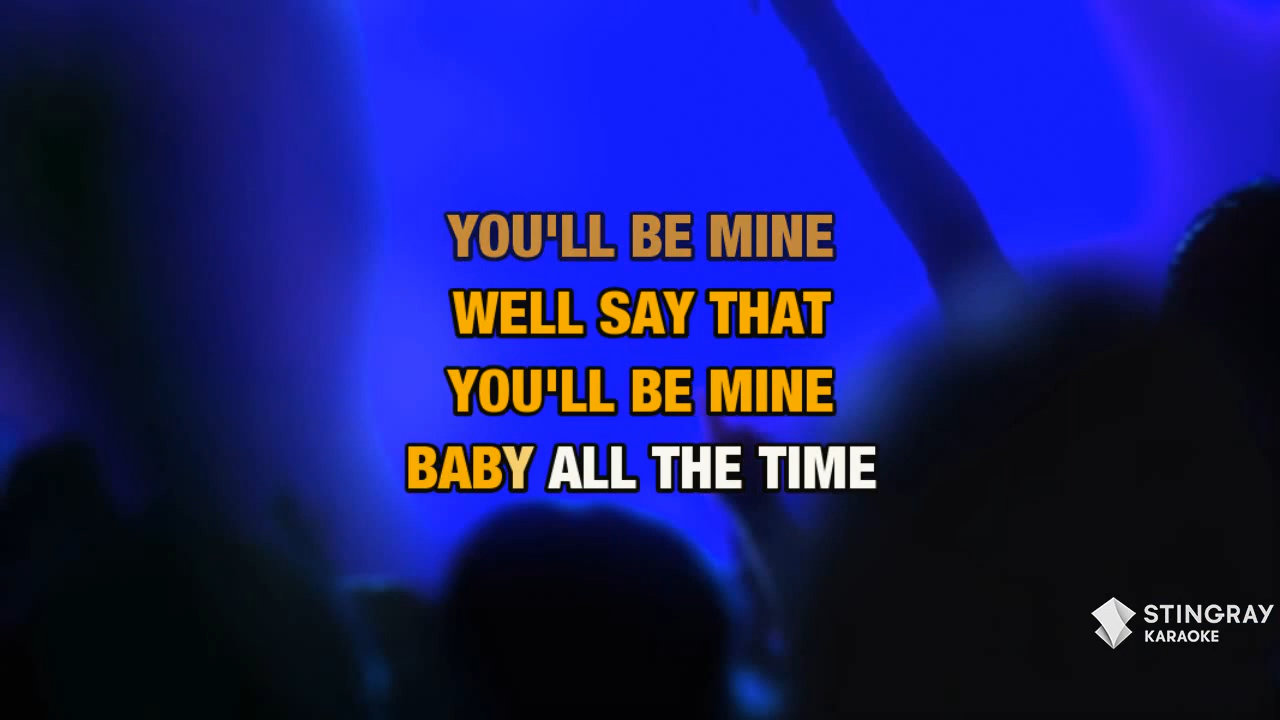 YOU'LL BE MINE
WELL SAY THAT
YOU'LL BE MINE
BABY ALL THE TIME
STINGRAY
KARAOKE